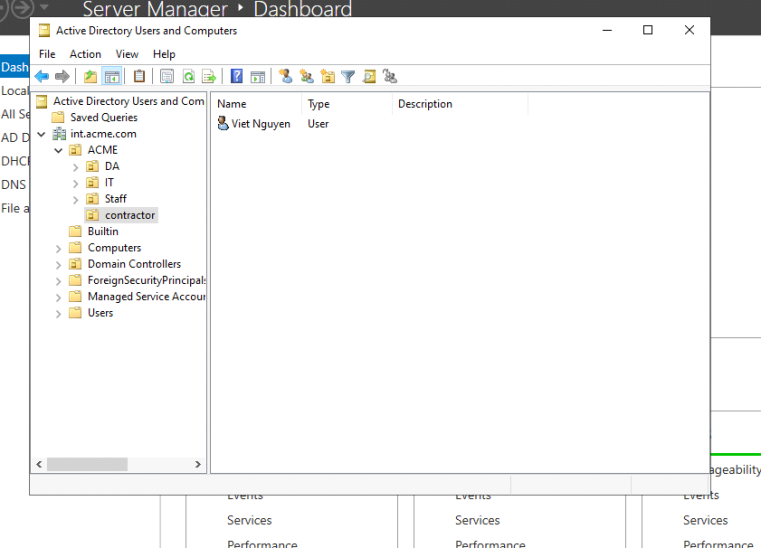 Server Manager ‣ Dashboard
Active Directory Users and Computers
File Action View Help
Dash
Local
All Se
AD D
DHC
DNS
File a
Active Directory Users and Com
Saved Queries
int.acme.com
ACME
DA
IT
Staff
contractor
Builtin
Computers
Domain Controllers
ForeignSecurityPrincipals
Managed Service Accou
Users
Name Type Description
Viet Nguyen User
ageability
Events Events Events
Services Services Services
Performance Performance Performance